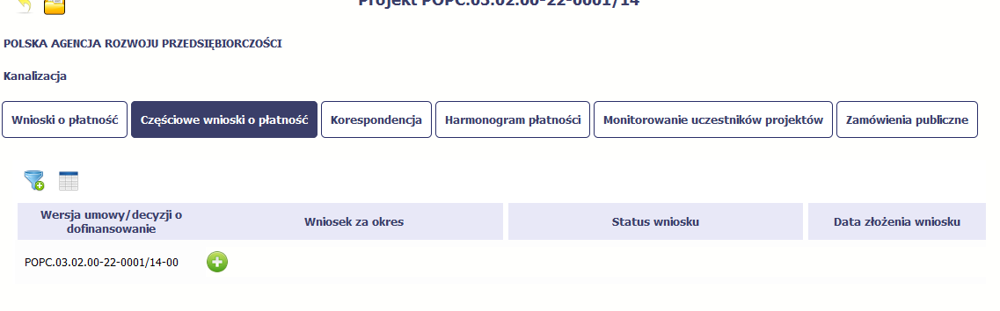 Projekt POPC.03.02.00-22-0001/14
POLSKA AGENCJA ROZWOJU PRZEDSIĘBIORCZOŚCI
Kanalizacja
Wnioski o płatność
Częściowe wnioski o płatność
Korespondencja
Harmonogram płatności
Monitorowanie uczestników projektów
Zamówienia publiczne
Wersja umowy/decyzji o
dofinansowanie
Wniosek za okres
Status wniosku
Data złożenia wniosku
POPC.03.02.00-22-0001/14-00